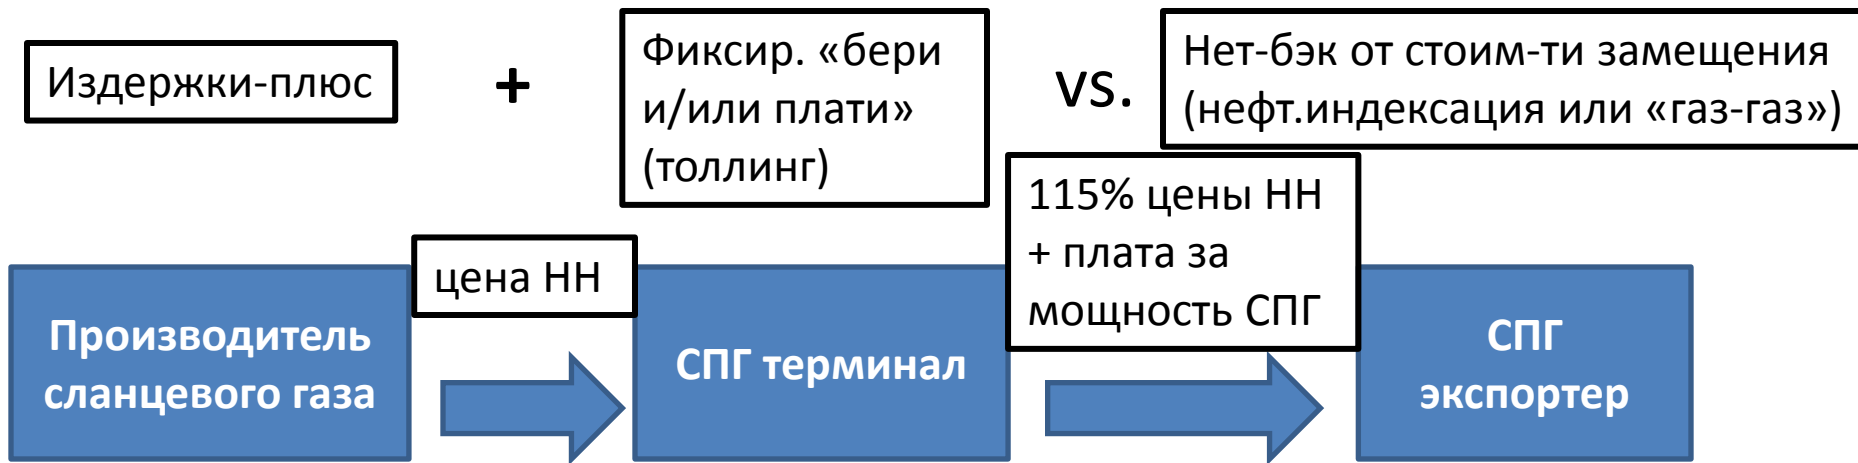 Издержки-плюс
+
Фиксир. «бери
и/или плати»
(толлинг)
vs.
Нет-бэк от стоим-ти замещения
(нефт.индексация или «газ-газ»)
цена НН
115% цены НН
+ плата за
мощность СПГ
Производитель
сланцевого газа
СПГ терминал
СПГ
экспортер